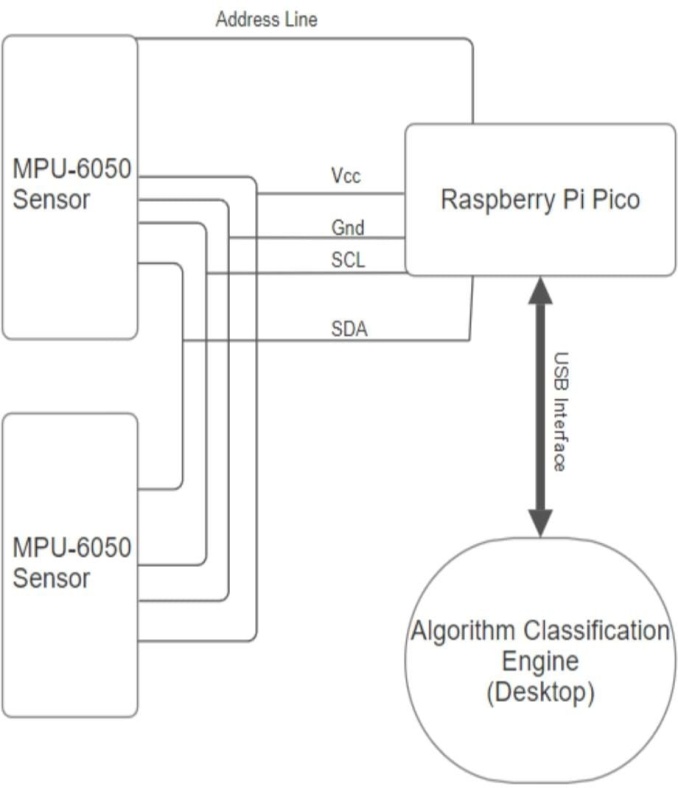 Address Line
MPU-6050
Sensor
Vcc
Gnd
SCL
SDA
Raspberry Pi Pico
USB Interface
MPU-6050
Sensor
Algorithm Classification
Engine
(Desktop)